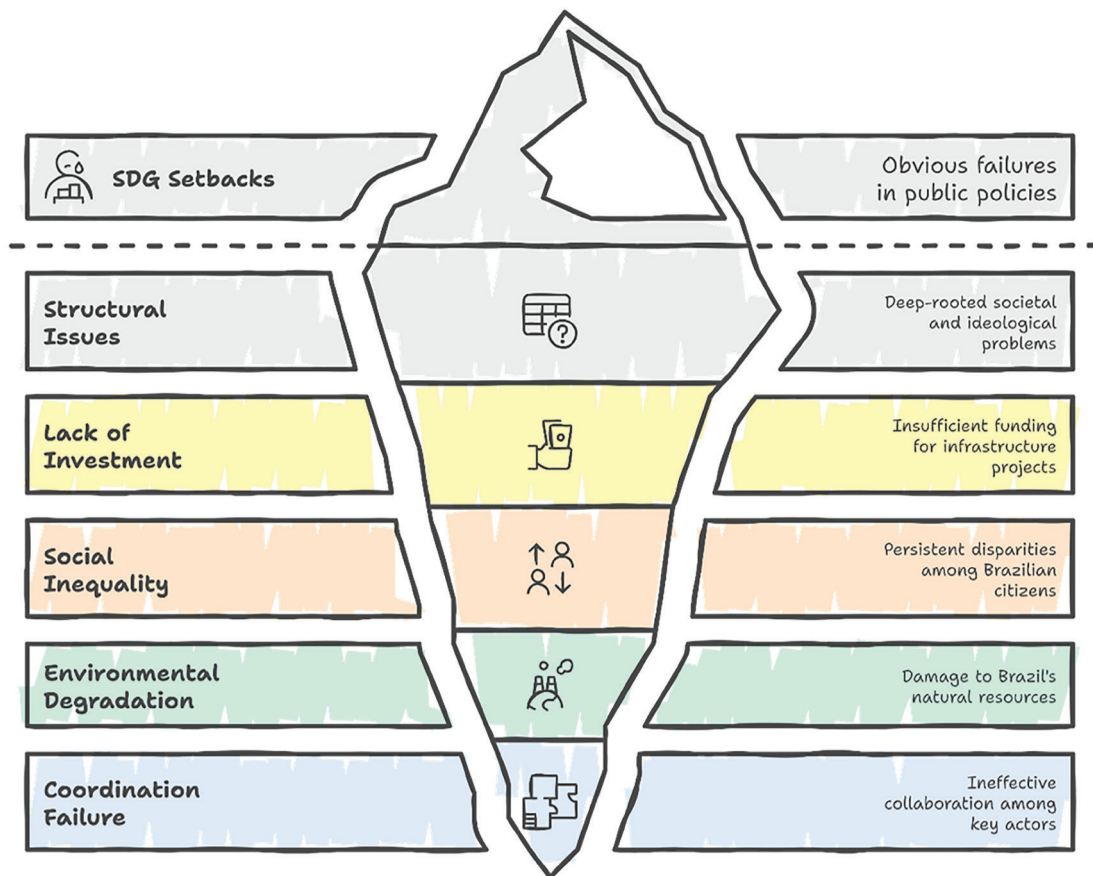 SDG Setbacks
Obvious failures
in public policies
Structural
Issues
Deep-rooted societal
and ideological
problems
Lack of
Investment
Insufficient funding
for infrastructure
projects
Social
Inequality
Persistent disparities
among Brazilian
citizens
Environmental
Degradation
Damage to Brazil's
natural resources
Coordination
Failure
Ineffective
collaboration among
key actors
?